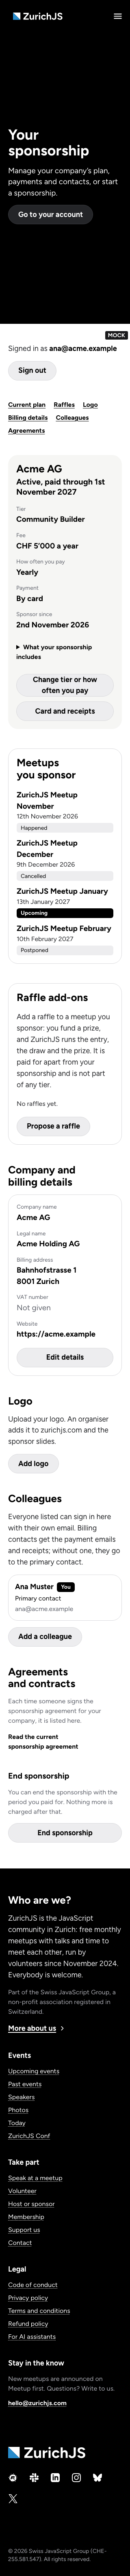 ZurichJS
Your
sponsorship
Manage your company's plan,
payments and contacts, or start
a sponsorship.
Go to your account
MOCK
Signed in as ana@acme.example
Sign out
Current plan Raffles Logo
Billing details Colleagues
Agreements
Acme AG
Active, paid through 1st
November 2027
Tier
Community Builder
Fee
CHF 5'000 a year
How often you pay
Yearly
Payment
By card
Sponsor since
2nd November 2026
▶ What your sponsorship
includes
Change tier or how
often you pay
Card and receipts
Meetups
you sponsor
ZurichJS Meetup
November
12th November 2026
Happened
ZurichJS Meetup
December
9th December 2026
Cancelled
ZurichJS Meetup January
13th January 2027
Upcoming
ZurichJS Meetup February
10th February 2027
Postponed
Raffle add-ons
Add a raffle to a meetup you
sponsor: you fund a prize,
and ZurichJS runs the entry,
the draw and the prize. It is
paid for apart from your
sponsorship and is not part
of any tier.
No raffles yet.
Propose a raffle
Company and
billing details
Company name
Acme AG
Legal name
Acme Holding AG
Billing address
Bahnhofstrasse 1
8001 Zurich
VAT number
Not given
Website
https://acme.example
Edit details
Logo
Upload your logo. An organiser
adds it to zurichjs.com and the
sponsor slides.
Add logo
Colleagues
Everyone listed can sign in here
with their own email. Billing
contacts get the payment emails
and receipts; without one, they go
to the primary contact.
Ana Muster You
Primary contact
ana@acme.example
Add a colleague
Agreements
and contracts
Each time someone signs the
sponsorship agreement for your
company, it is listed here.
Read the current
sponsorship agreement
End sponsorship
You can end the sponsorship with the
period you paid for. Nothing more is
charged after that.
End sponsorship
Who are we?
ZurichJS is the JavaScript
community in Zurich: free monthly
meetups with talks and time to
meet each other, run by
volunteers since November 2024.
Everybody is welcome.
Part of the Swiss JavaScript Group, a
non-profit association registered in
Switzerland.
More about us >
Events
Upcoming events
Past events
Speakers
Photos
Today
ZurichJS Conf
Take part
Speak at a meetup
Volunteer
Host or sponsor
Membership
Support us
Contact
Legal
Code of conduct
Privacy policy
Terms and conditions
Refund policy
For AI assistants
Stay in the know
New meetups are announced on
Meetup first. Questions? Write to us.
hello@zurichjs.com
ZurichJS
© 2026 Swiss JavaScript Group (CHE-
255.581.547). All rights reserved.